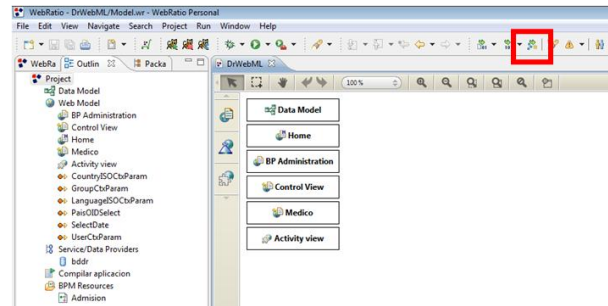 DrWebML/Model.wr - WebRatio Personal
File Edit View Navigate Search Project Run Window Help
WebRa Outlin Packa
DrWebML
Project
Data Model
Web Model
BP Administration
Control View
Home
Medico
Activity view
CountryISOCtxParam
GroupCtxParam
LanguageISOCtxParam
PaisOIDSelect
SelectDate
UserCtxParam
Service/Data Providers
bddr
Compilar aplicacion
BPM Resources
Admision
100%
Data Model
Home
BP Administration
Control View
Medico
Activity view